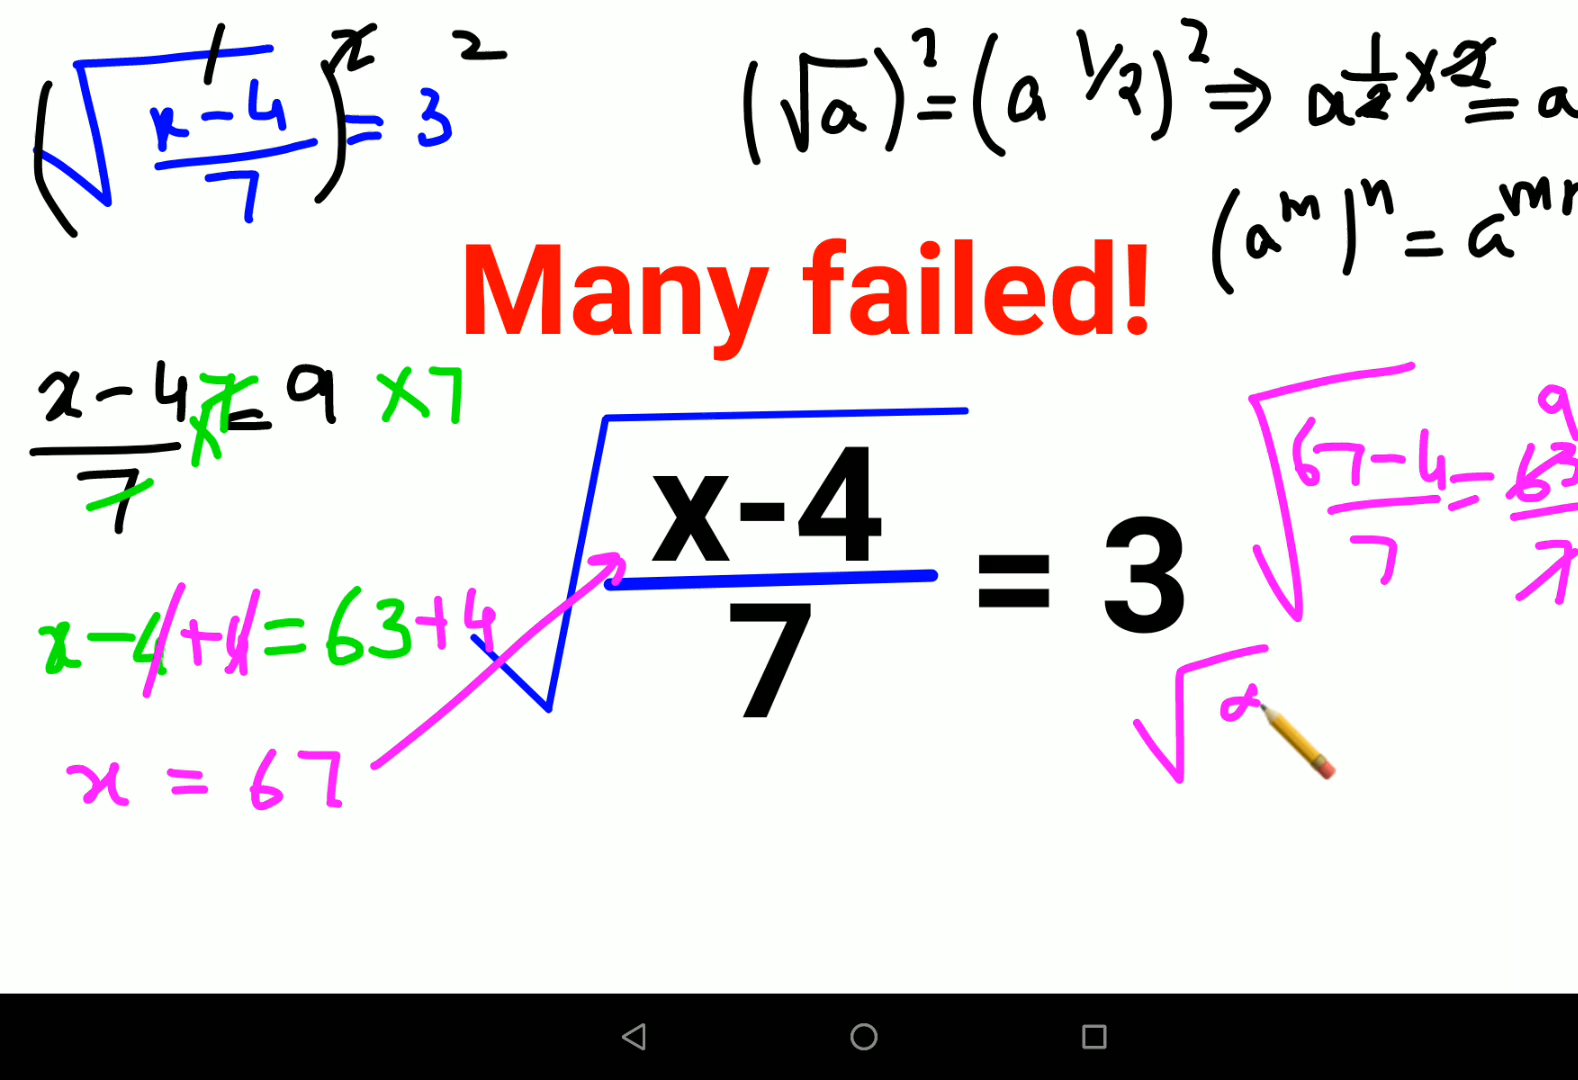 (√(x-4)/7)² = 3²
(√a)² = (a^1/2)² ⇒ a^(1/2 × 2) = a
(a^m)^n = a^m
Many failed!
(x-4)/7 ×7 = 9 ×7
√((x-4)/7) = 3
√((67-4)/7) = 63/7 9
x-4+4 = 63+4
√
x = 67